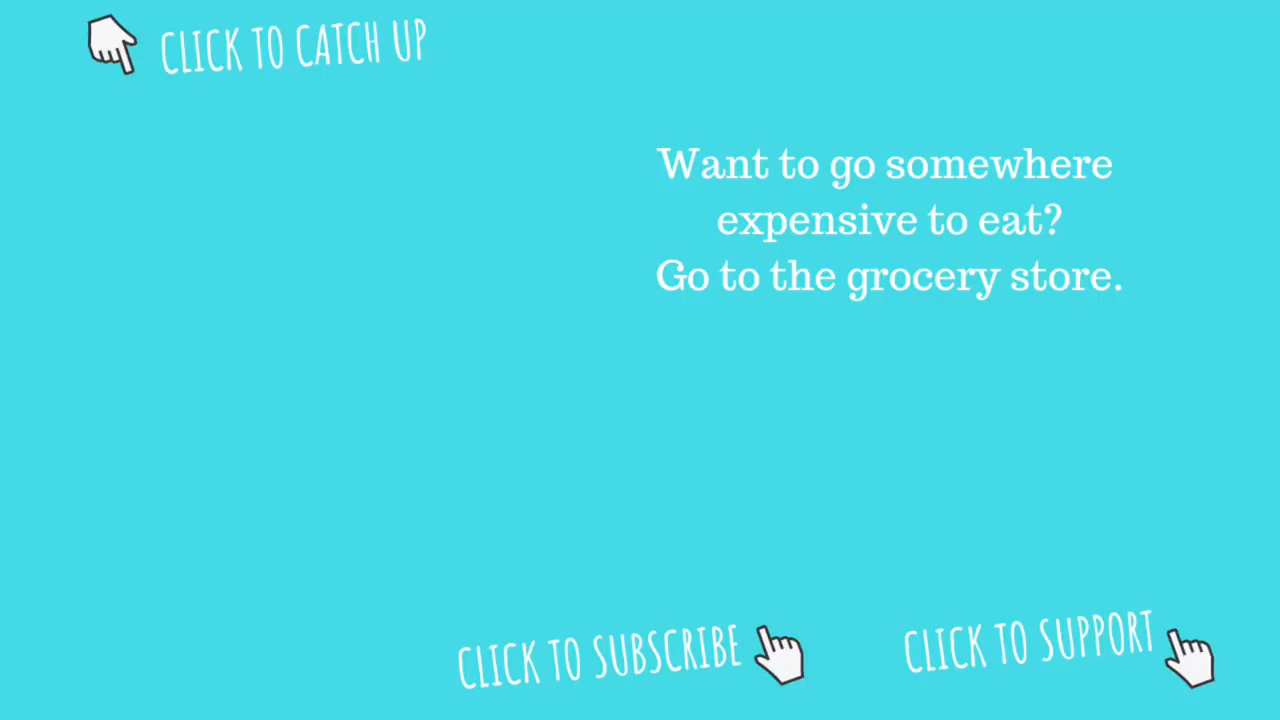 CLICK TO CATCH UP
Want to go somewhere
expensive to eat?
Go to the grocery store.
CLICK TO SUBSCRIBE
CLICK TO SUPPORT